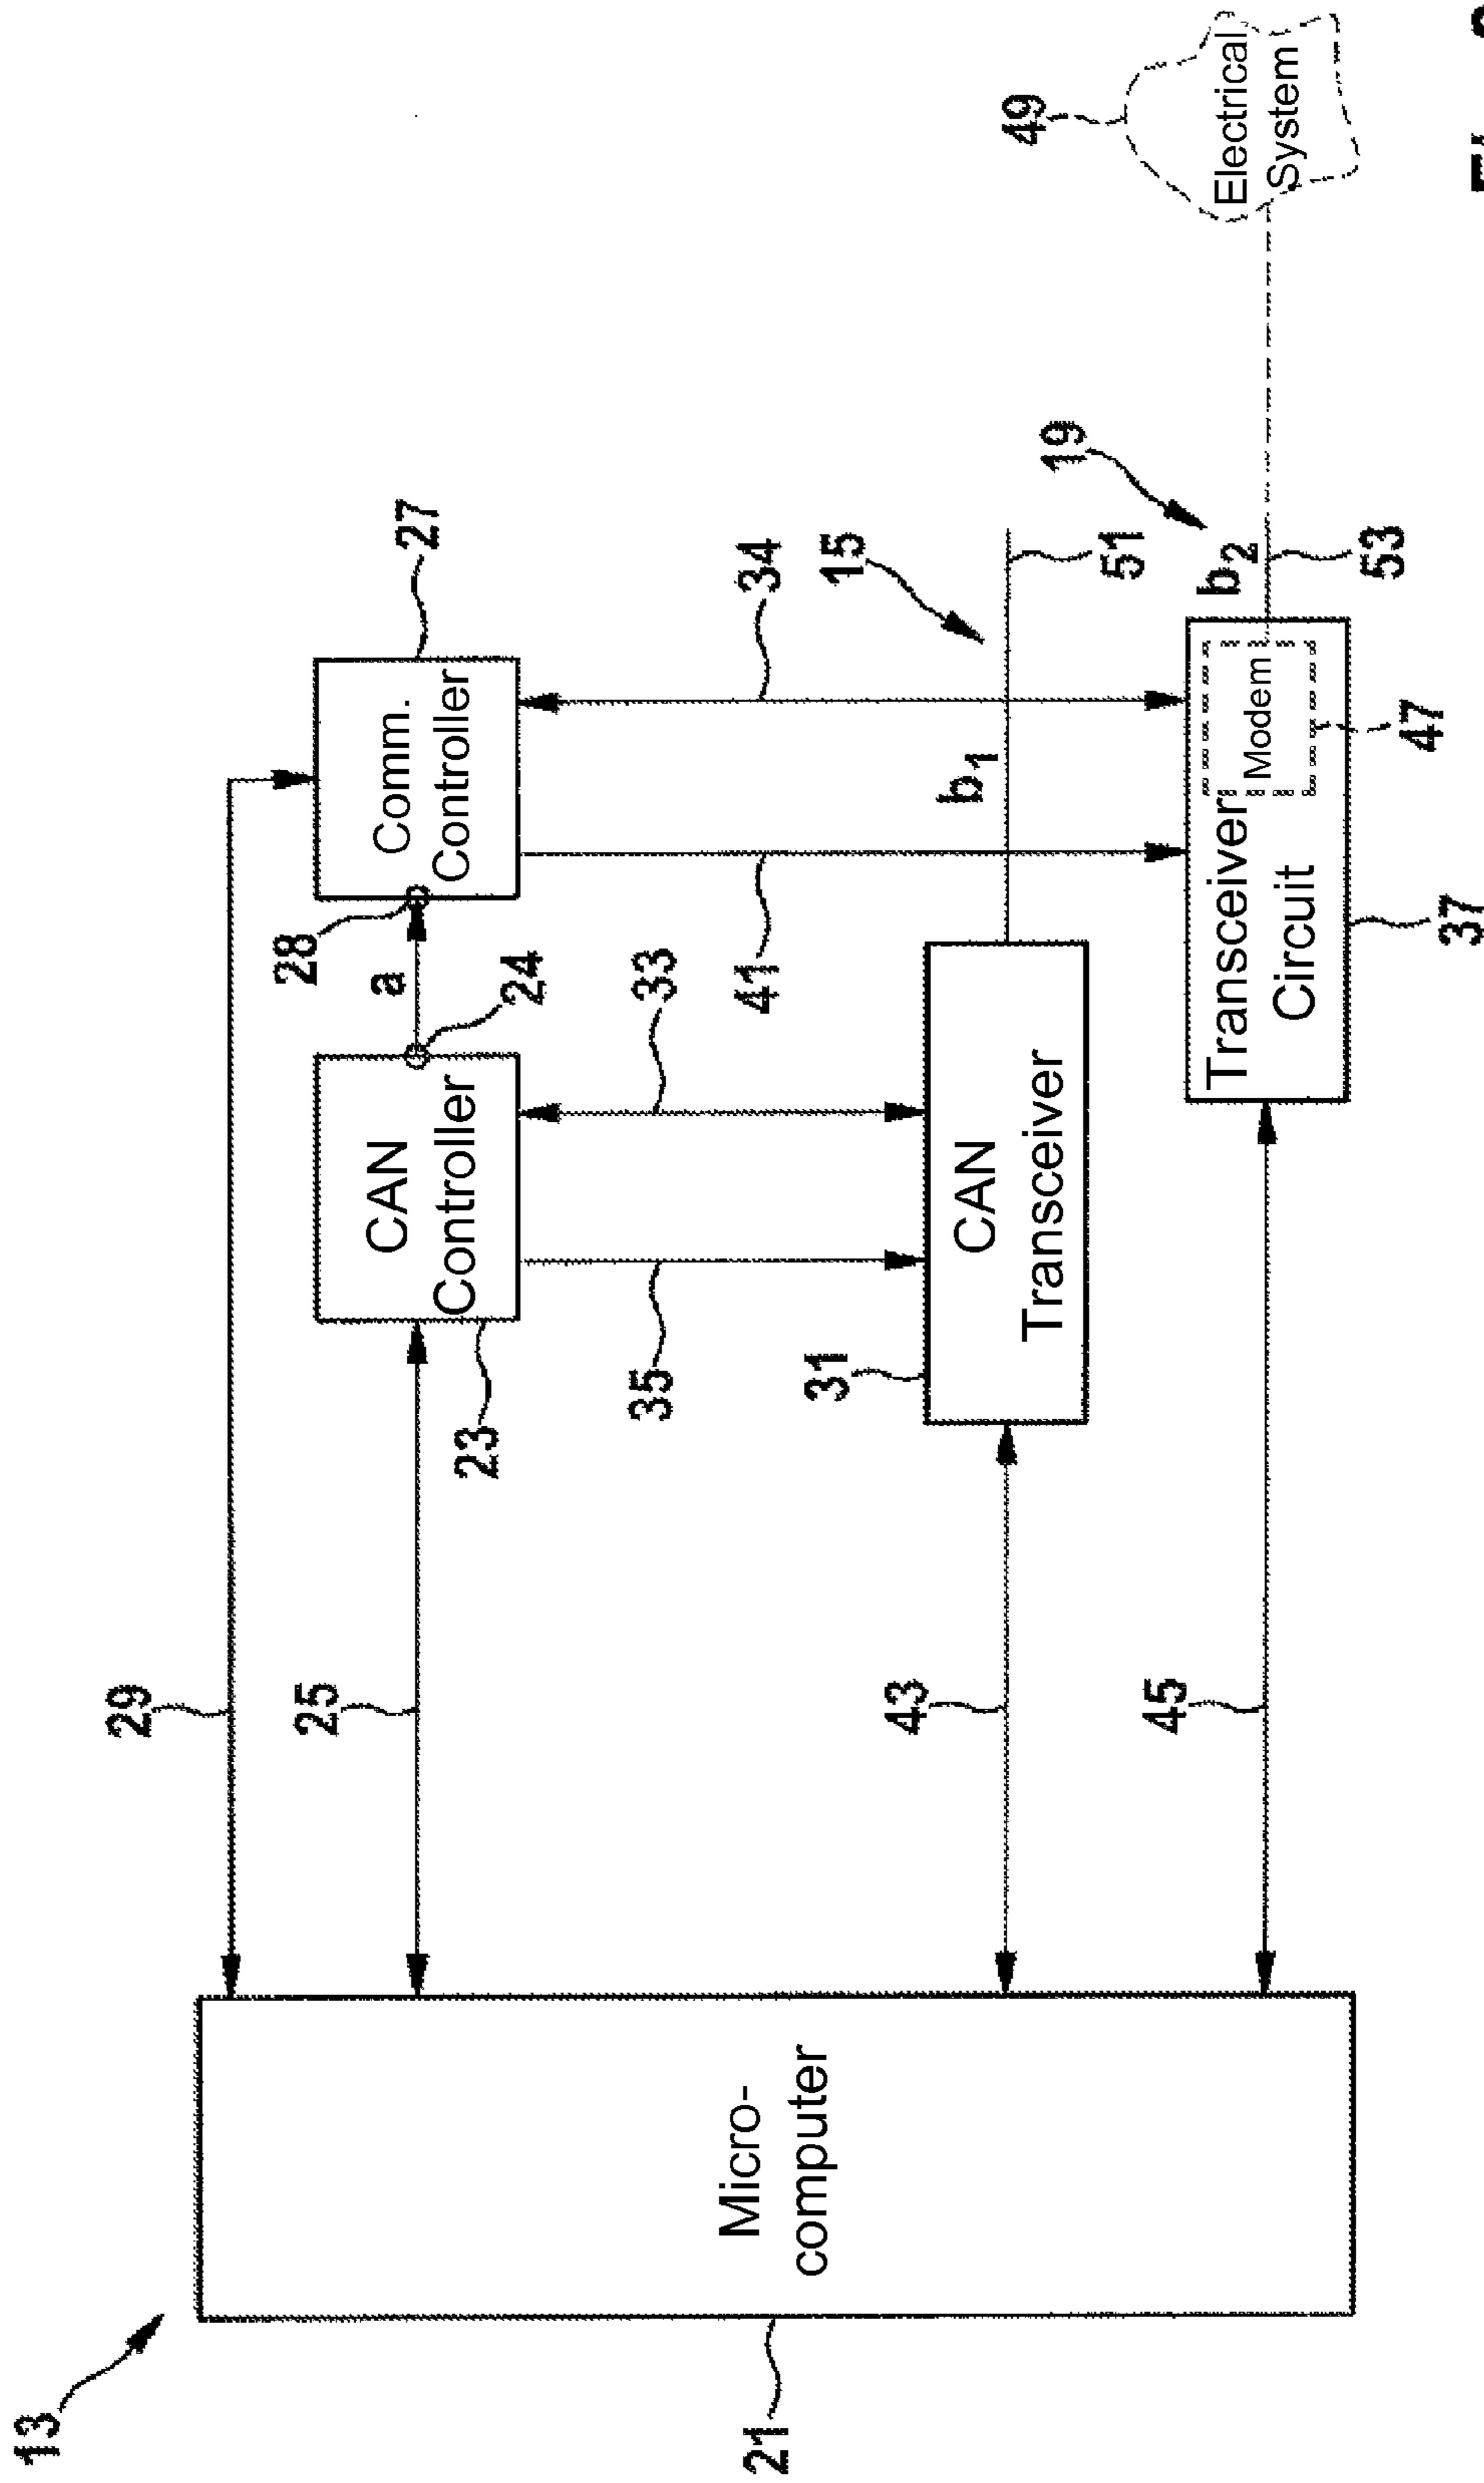 13
29
27
28
Comm.
Controller
a
24
25
CAN
Controller
23
33
34
35
41
15
19
49
Electrical
System
31
CAN
Transceiver
b1
51
b2
53
43
45
Transceiver
Circuit
Modem
47
37
Micro-
computer
21